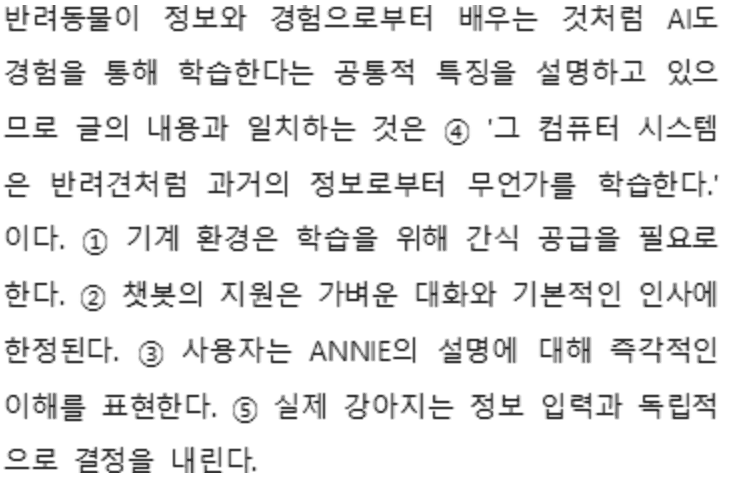 반려동물이 정보와 경험으로부터 배우는 것처럼 AI도
경험을 통해 학습한다는 공통적 특징을 설명하고 있으
므로 글의 내용과 일치하는 것은 ④ '그 컴퓨터 시스템
은 반려견처럼 과거의 정보로부터 무언가를 학습한다.'
이다. ① 기계 환경은 학습을 위해 간식 공급을 필요로
한다. ② 챗봇의 지원은 가벼운 대화와 기본적인 인사에
한정된다. ③ 사용자는 ANNIE의 설명에 대해 즉각적인
이해를 표현한다. ⑤ 실제 강아지는 정보 입력과 독립적
으로 결정을 내린다.